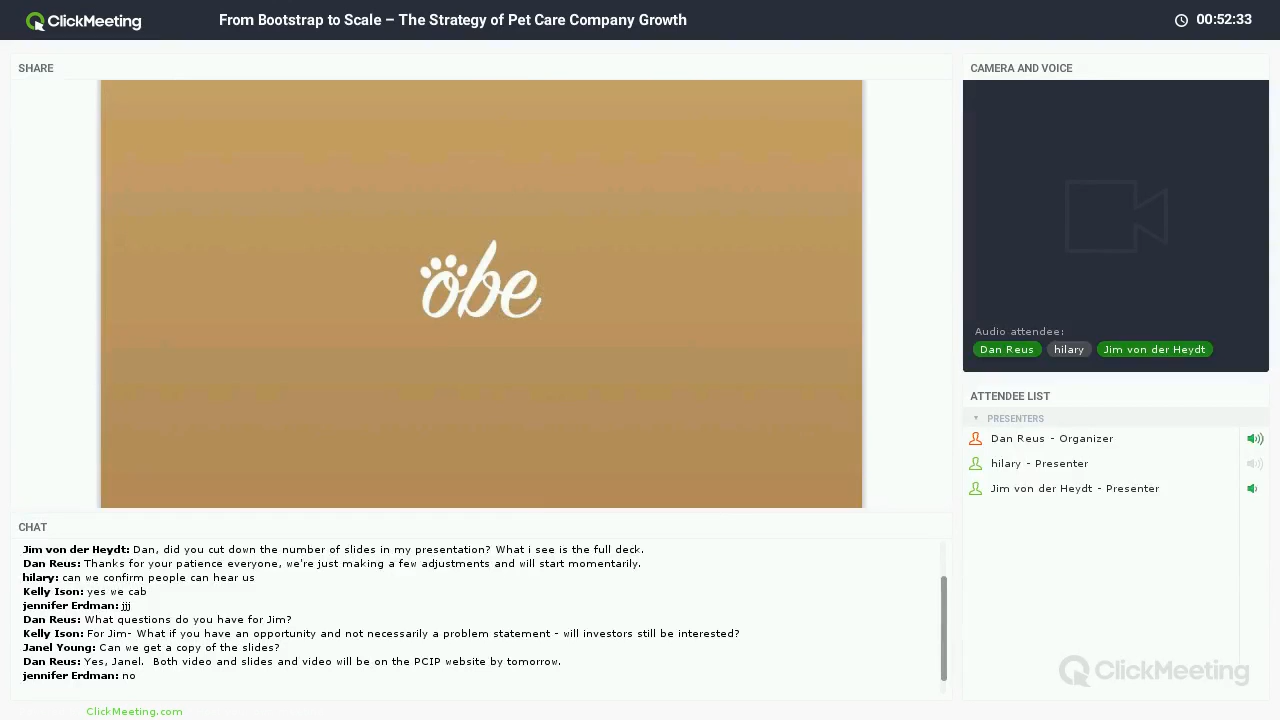 ClickMeeting
From Bootstrap to Scale – The Strategy of Pet Care Company Growth
00:52:33
SHARE
CAMERA AND VOICE
öbe
Audio attendee:
Dan Reus hilary Jim von der Heydt
ATTENDEE LIST
PRESENTERS
Dan Reus - Organizer
hilary - Presenter
Jim von der Heydt - Presenter
CHAT
Jim von der Heydt: Dan, did you cut down the number of slides in my presentation? What i see is the full deck.
Dan Reus: Thanks for your patience everyone, we're just making a few adjustments and will start momentarily.
hilary: can we confirm people can hear us
Kelly Ison: yes we cab
jennifer Erdman: jjj
Dan Reus: What questions do you have for Jim?
Kelly Ison: For Jim- What if you have an opportunity and not necessarily a problem statement - will investors still be interested?
Janel Young: Can we get a copy of the slides?
Dan Reus: Yes, Janel. Both video and slides and video will be on the PCIP website by tomorrow.
jennifer Erdman: no
ClickMeeting
ClickMeeting.com